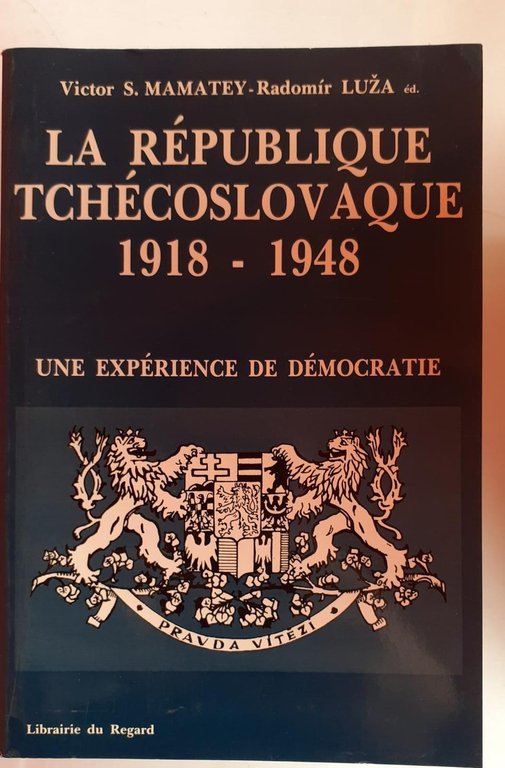 Victor S. MAMATEY-Radomír LUŽA éd.
LA RÉPUBLIQUE
TCHÉCOSLOVAQUE
1918 - 1948
UNE EXPÉRIENCE DE DÉMOCRATIE
PRAVDA VÍTĚZÍ
Librairie du Regard